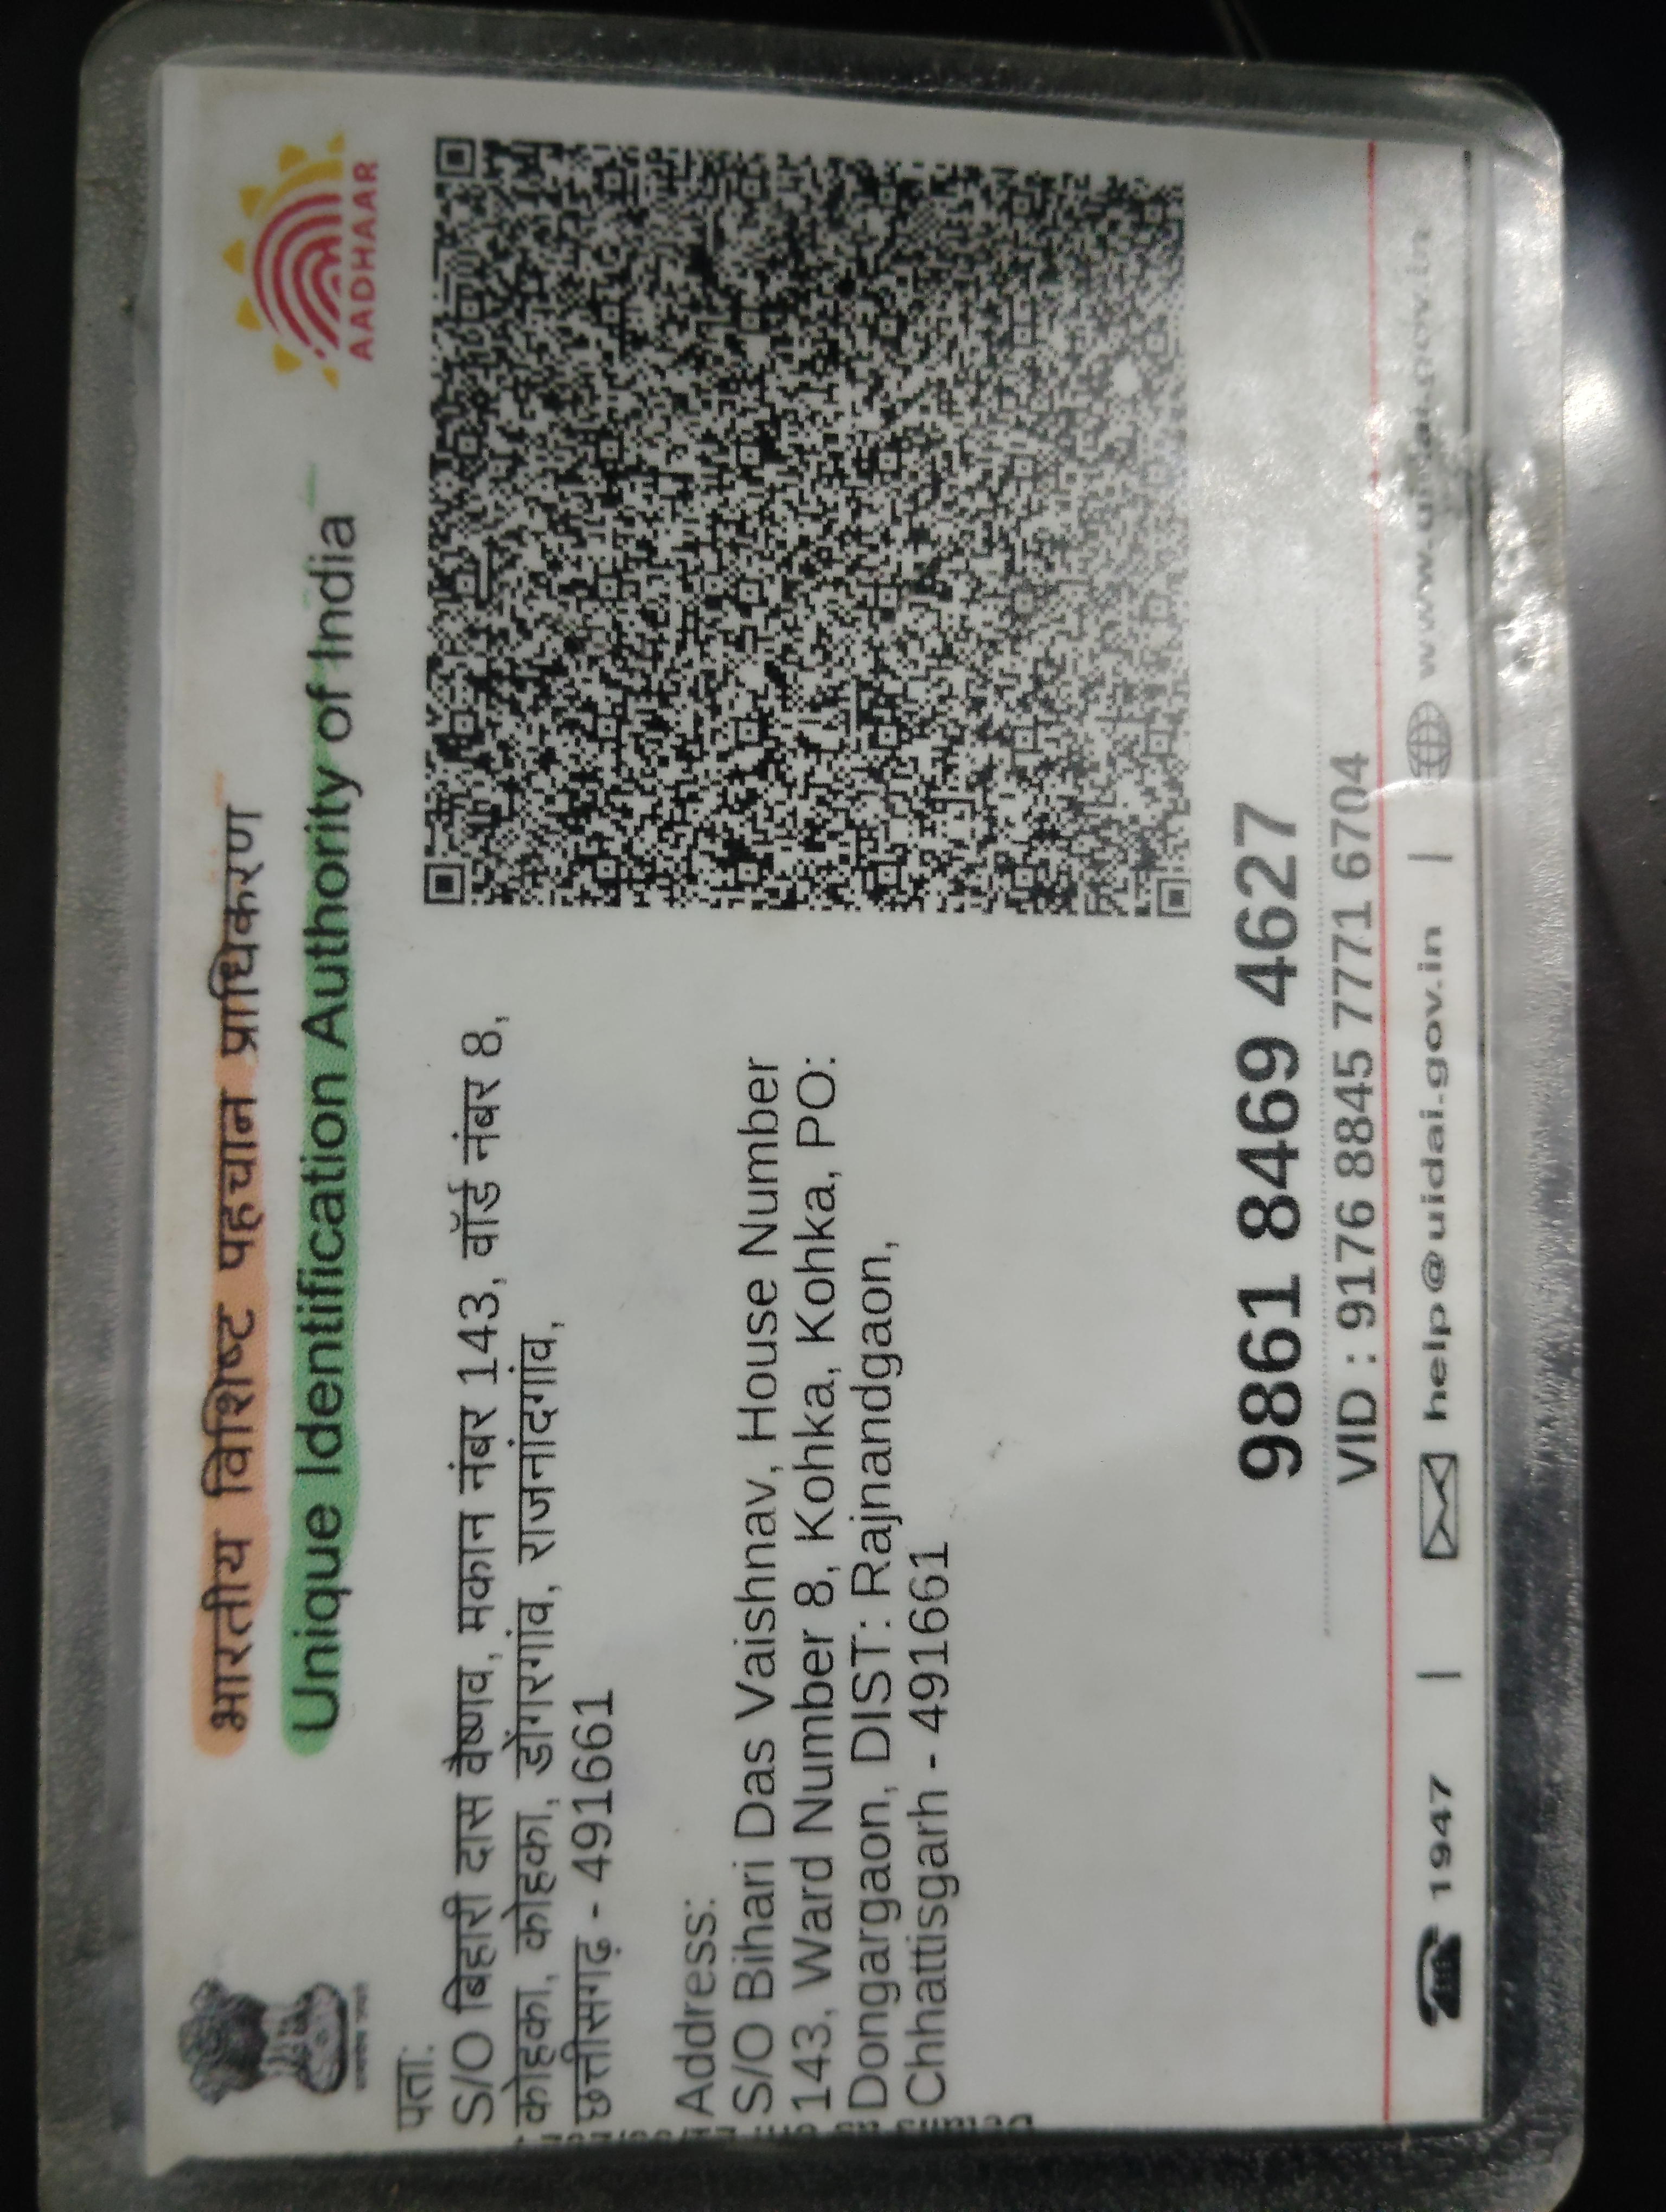 भारतीय विशिष्ट पहचान प्राधिकरण
Unique Identification Authority of India
AADHAAR
पता:
S/O बिहारी दास वैष्णव, मकान नंबर 143, वॉर्ड नंबर 8,
कोहका, कोहका, डोंगरगांव, राजनांदगांव,
छत्तीसगढ़ - 491661
Address:
S/O Bihari Das Vaishnav, House Number
143, Ward Number 8, Kohka, Kohka, PO:
Dongargaon, DIST: Rajnandgaon,
Chhattisgarh - 491661
9861 8469 4627
VID : 9176 8845 7771 6704
1947 | help@uidai.gov.in | www.uidai.gov.in